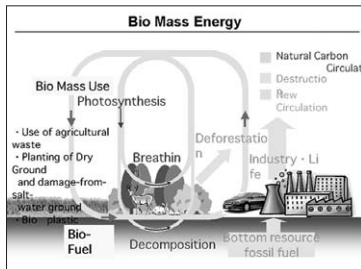 Bio Mass Energy
Natural Carbon
Circulat
Destructio
n
New
Circulation
Bio Mass Use
Photosynthesis
・Use of agricultural
waste
・Planting of Dry
Ground
and damage-from-
salt-
water ground
・Bio plastic
Breathin
Deforestatio
n
Industry・Li
fe
Bio-
Fuel
Decomposition
Bottom resource
fossil fuel